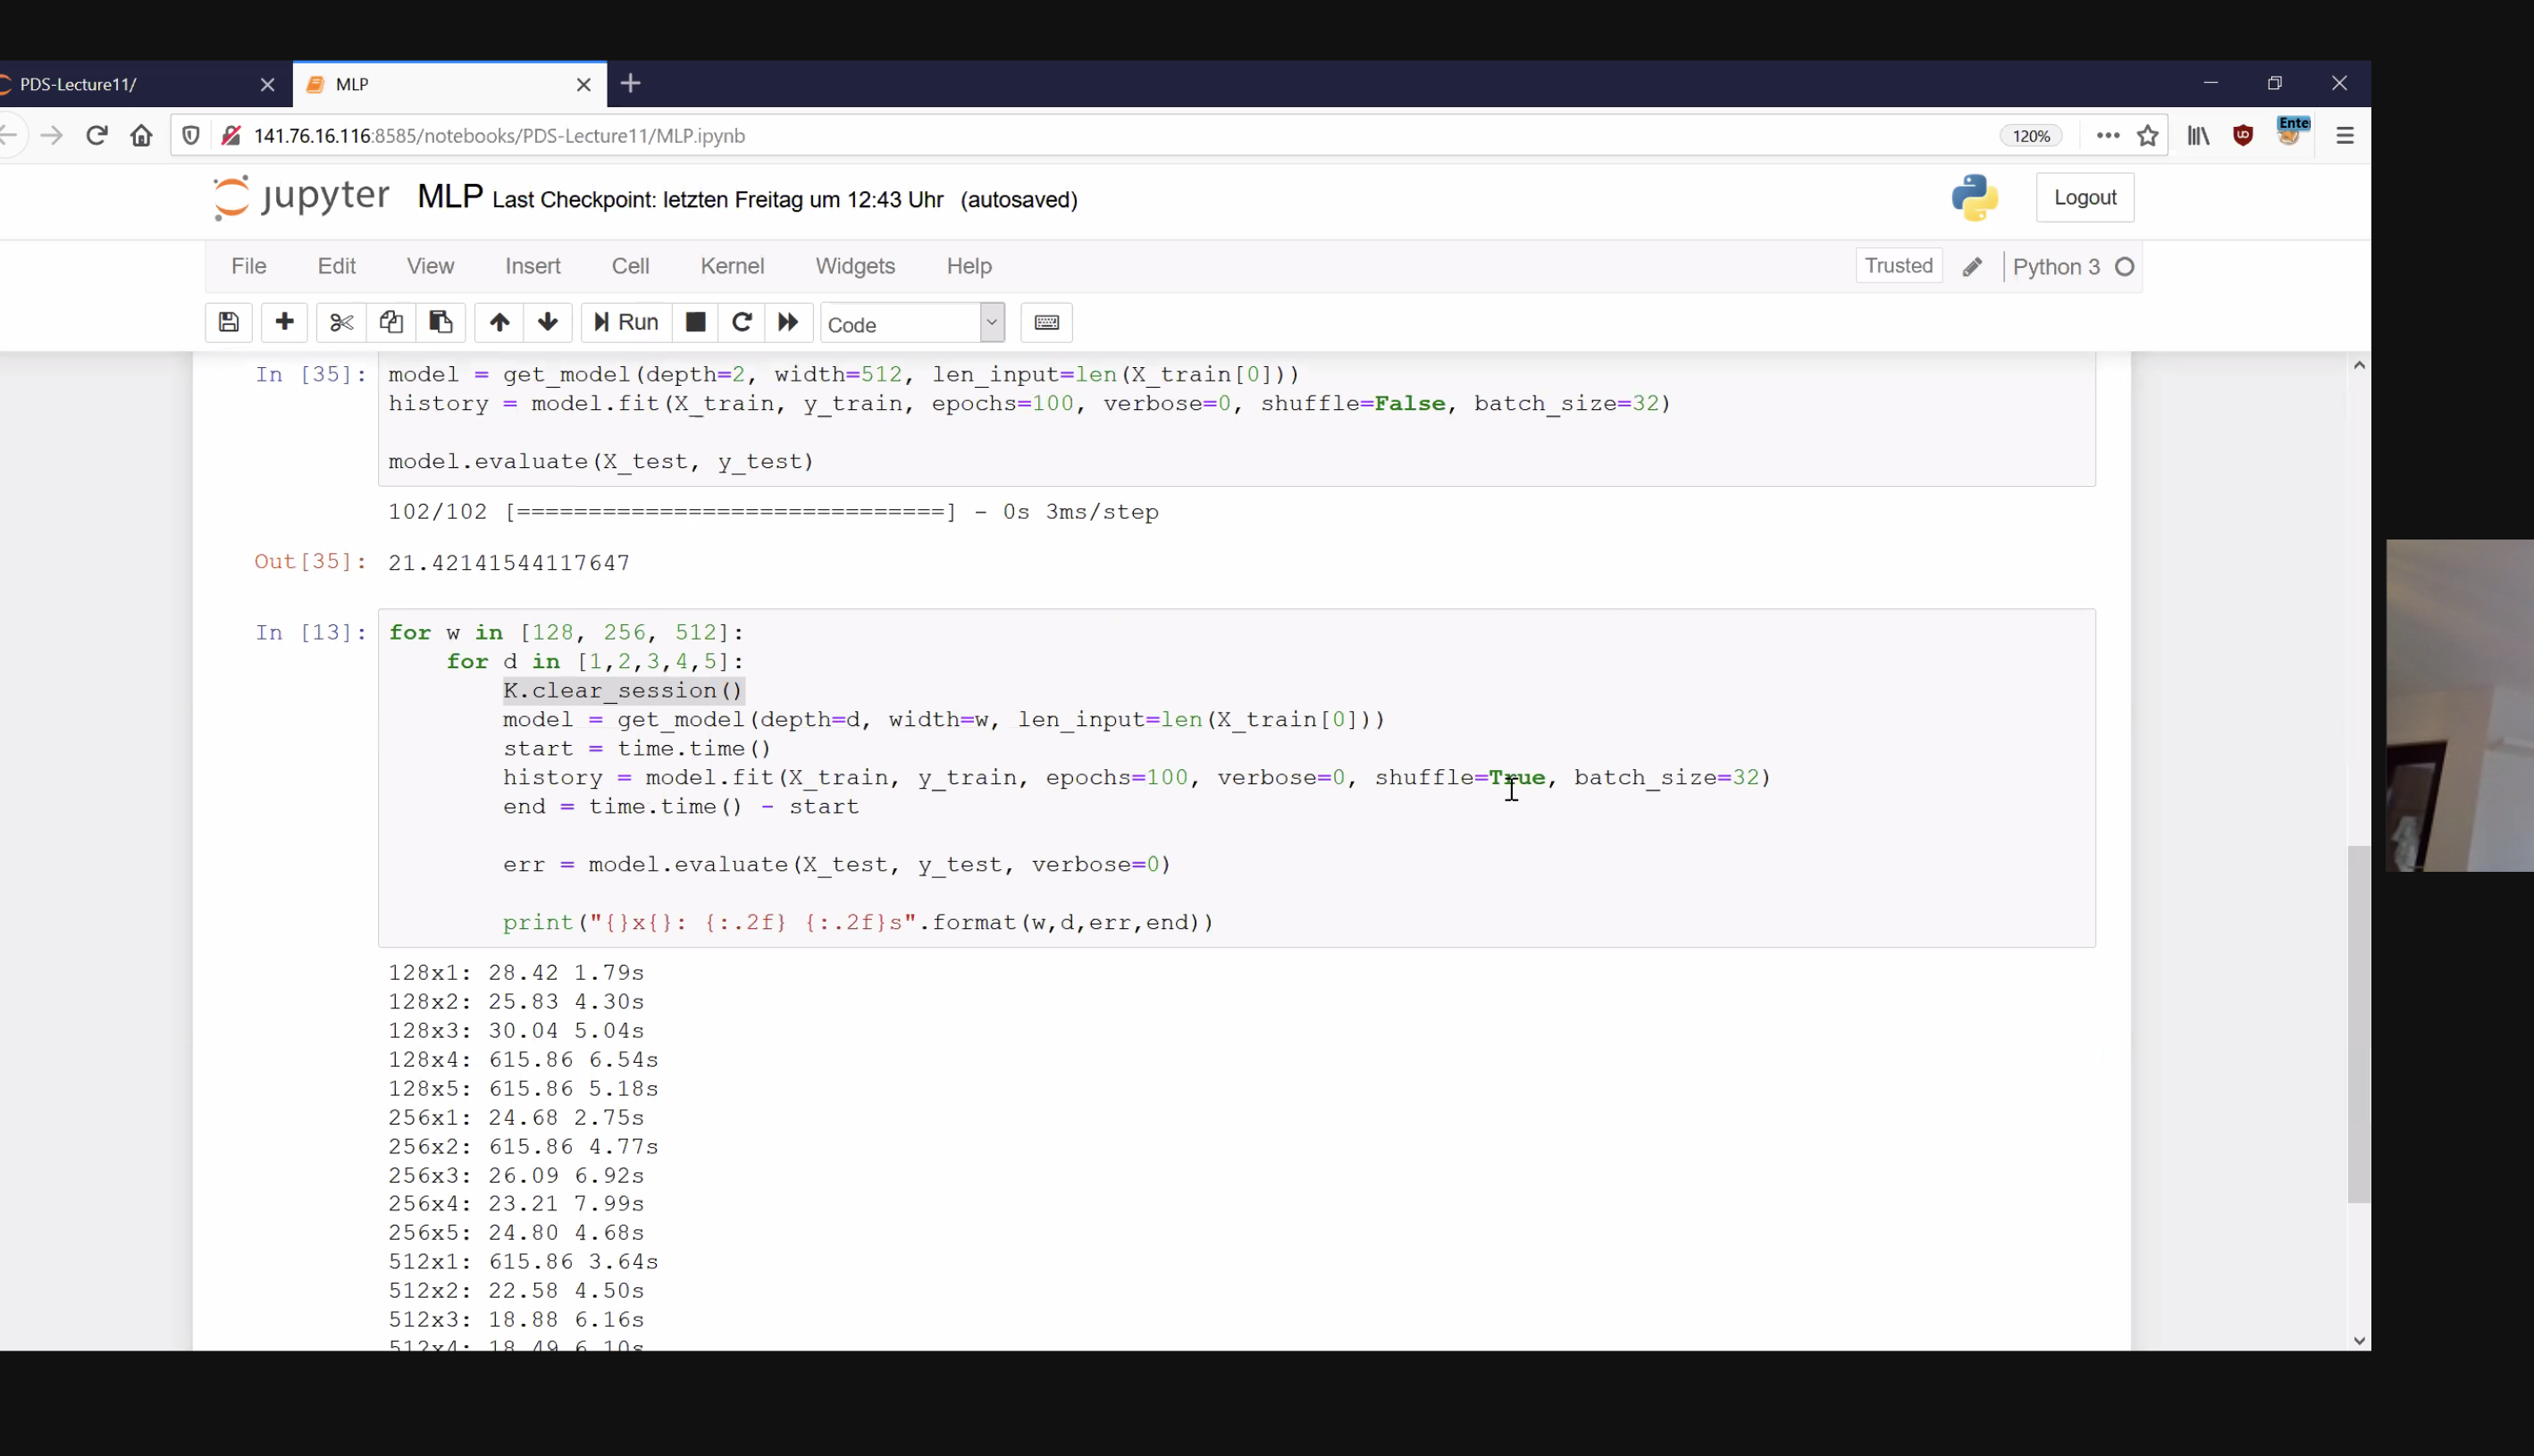 PDS-Lecture11/
MLP
141.76.16.116:8585/notebooks/PDS-Lecture11/MLP.ipynb
120%
Ente
jupyter MLP Last Checkpoint: letzten Freitag um 12:43 Uhr (autosaved)
Logout
File Edit View Insert Cell Kernel Widgets Help
Trusted
Python 3
Run
Code
In [35]: model = get_model(depth=2, width=512, len_input=len(X_train[0]))
history = model.fit(X_train, y_train, epochs=100, verbose=0, shuffle=False, batch_size=32)
model.evaluate(X_test, y_test)
102/102 [==============================] - 0s 3ms/step
Out[35]: 21.42141544117647
In [13]: for w in [128, 256, 512]:
for d in [1,2,3,4,5]:
K.clear_session()
model = get_model(depth=d, width=w, len_input=len(X_train[0]))
start = time.time()
history = model.fit(X_train, y_train, epochs=100, verbose=0, shuffle=True, batch_size=32)
end = time.time() - start
err = model.evaluate(X_test, y_test, verbose=0)
print("{}x{}: {:.2f} {:.2f}s".format(w,d,err,end))
128x1: 28.42 1.79s
128x2: 25.83 4.30s
128x3: 30.04 5.04s
128x4: 615.86 6.54s
128x5: 615.86 5.18s
256x1: 24.68 2.75s
256x2: 615.86 4.77s
256x3: 26.09 6.92s
256x4: 23.21 7.99s
256x5: 24.80 4.68s
512x1: 615.86 3.64s
512x2: 22.58 4.50s
512x3: 18.88 6.16s
512x4: 18.49 6.10s